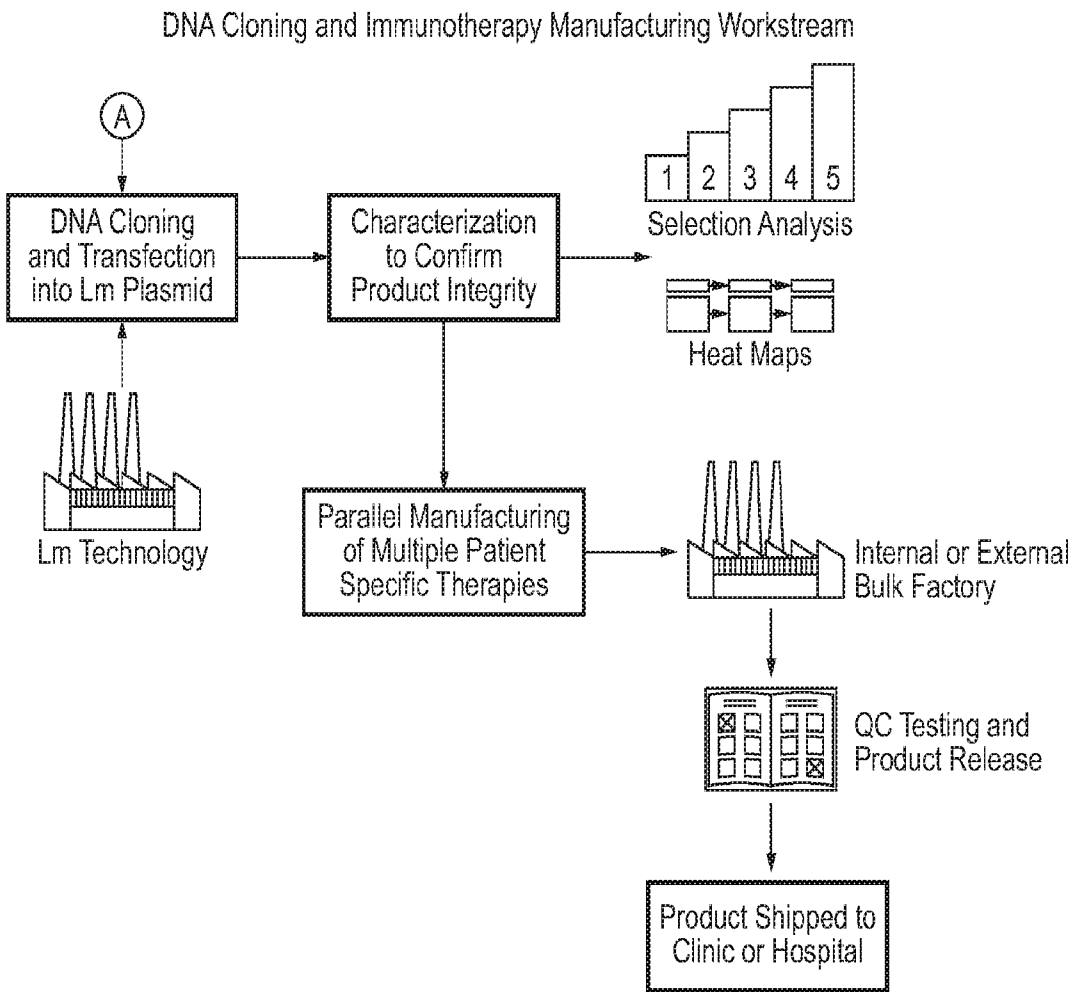 DNA Cloning and Immunotherapy Manufacturing Workstream
A
DNA Cloning
and Transfection
into Lm Plasmid
Characterization
to Confirm
Product Integrity
1 2 3 4 5
Selection Analysis
Heat Maps
Lm Technology
Parallel Manufacturing
of Multiple Patient
Specific Therapies
Internal or External
Bulk Factory
QC Testing and
Product Release
Product Shipped to
Clinic or Hospital